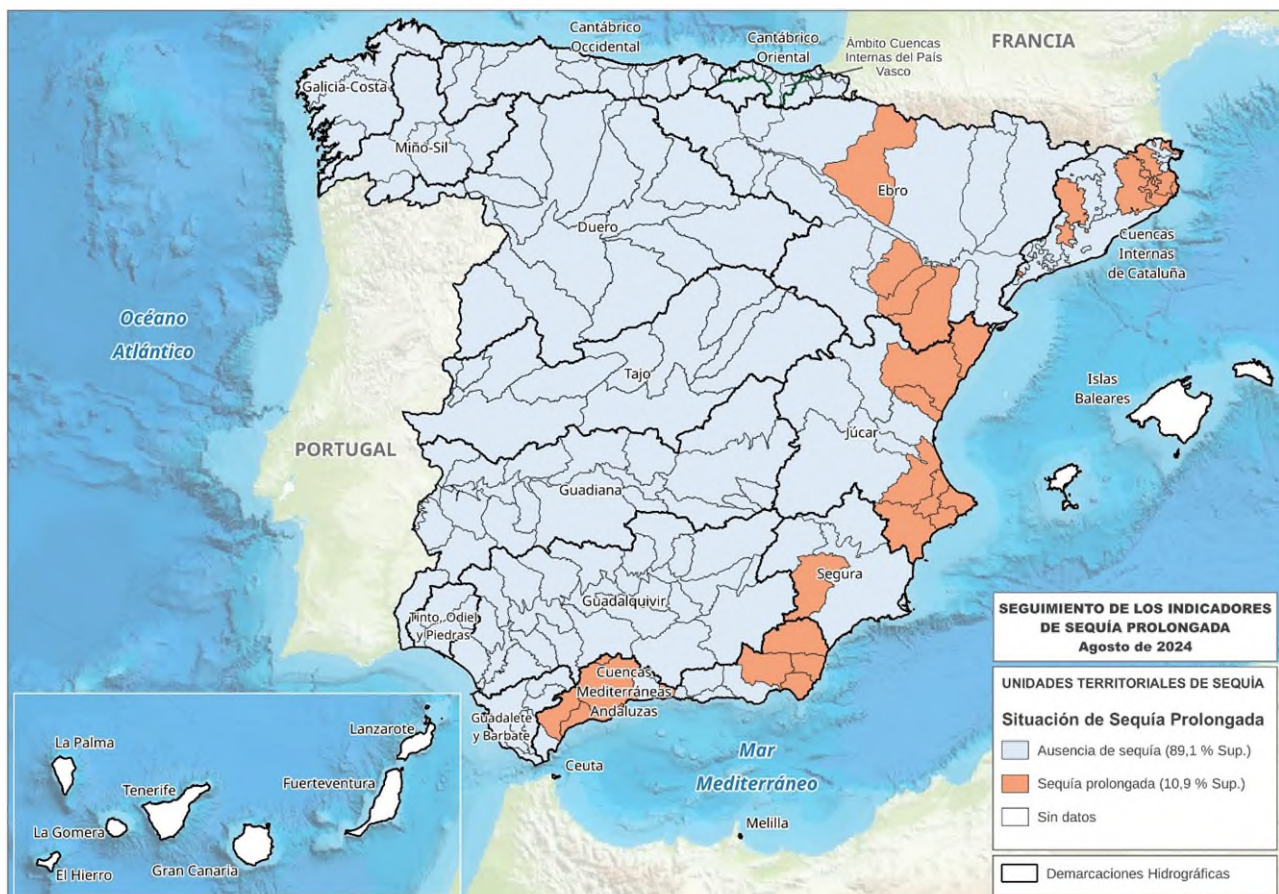 Cantábrico
Occidental
Cantábrico
Oriental
Ámbito Cuencas
Internas del País
Vasco
FRANCIA
Galicia-Costa
Miño-Sil
Ebro
Duero
Cuencas
Internas
de Cataluña
Océano
Atlántico
Tajo
Islas
Baleares
PORTUGAL
Júcar
Guadiana
Segura
Guadalquivir
Tinto, Odiel
y Piedras
Cuencas
Mediterráneas
Andaluzas
Guadalete
y Barbate
Mar
Mediterráneo
Ceuta
Melilla
Lanzarote
La Palma
Fuerteventura
Tenerife
La Gomera
El Hierro
Gran Canaria
SEGUIMIENTO DE LOS INDICADORES
DE SEQUÍA PROLONGADA
Agosto de 2024
UNIDADES TERRITORIALES DE SEQUÍA
Situación de Sequía Prolongada
Ausencia de sequía (89,1 % Sup.)
Sequía prolongada (10,9 % Sup.)
Sin datos
Demarcaciones Hidrográficas